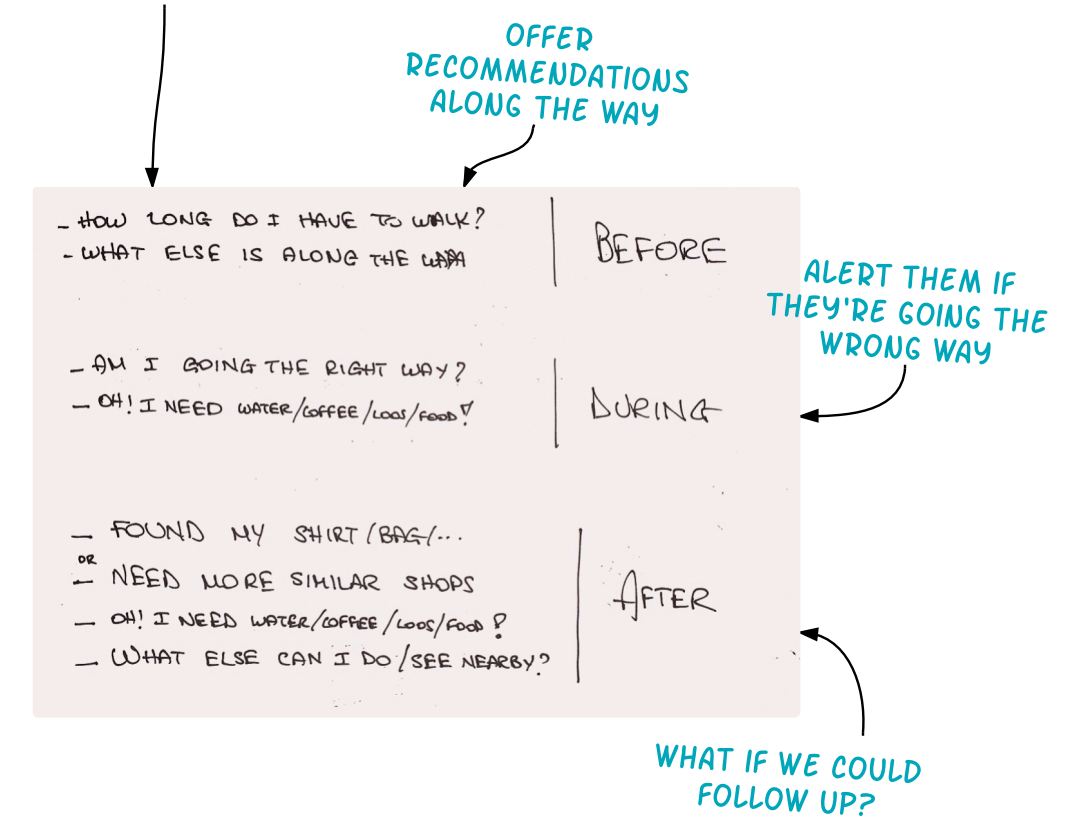 OFFER
RECOMMENDATIONS
ALONG THE WAY
- HOW LONG DO I HAVE TO WALK?
- WHAT ELSE IS ALONG THE
BEFORE
ALERT THEM IF
THEY'RE GOING THE
WRONG WAY
- AM I GOING THE RIGHT WAY?
- OH! I NEED WATER/COFFEE/LOOS/FOOD!
DURING
- FOUND MY SHIRT/BAG/...
OR
- NEED MORE SIMILAR SHOPS
- OH! I NEED WATER/COFFEE/LOOS/FOOD?
- WHAT ELSE CAN I DO/SEE NEARBY?
AFTER
WHAT IF WE COULD
FOLLOW UP?